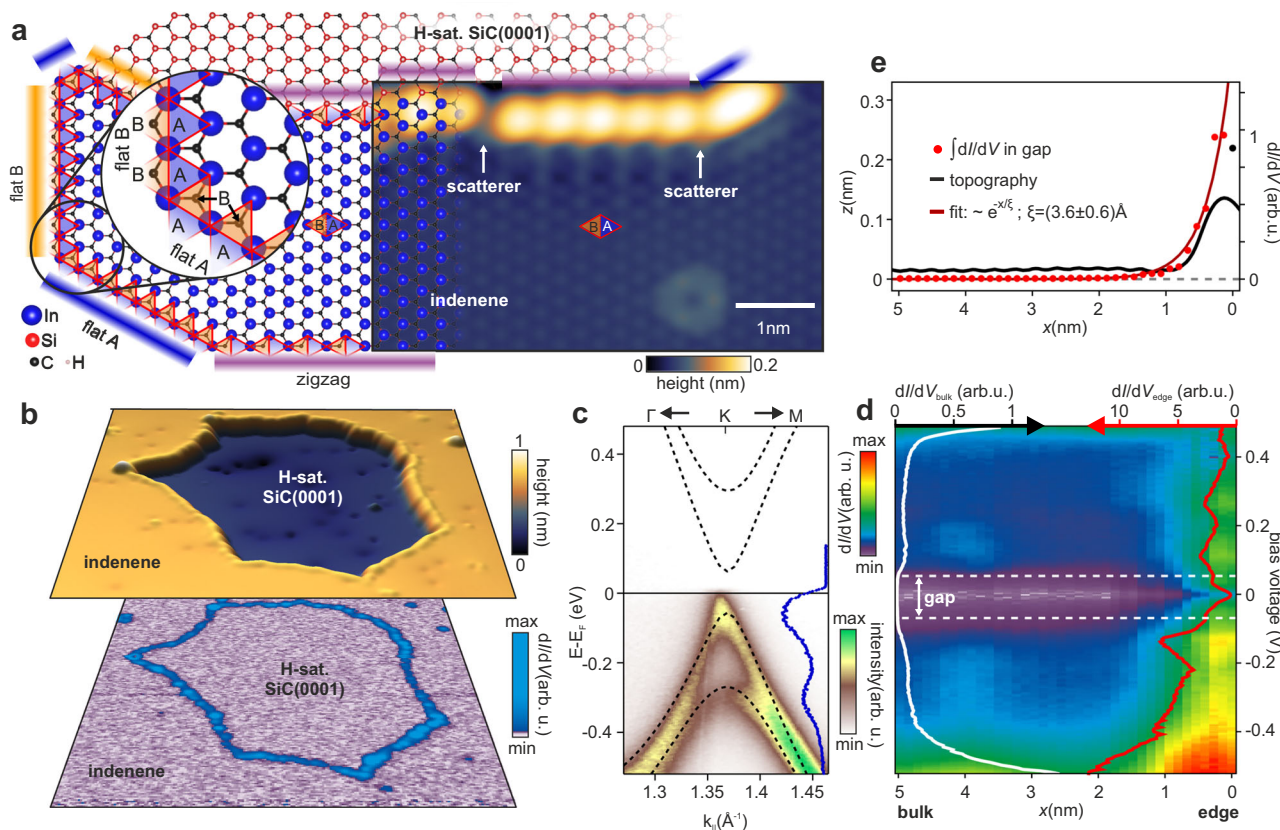 a
H-sat. SiC(0001)
flat B
flat B
B
A
B
A
B
A
A
flat A
B A
scatterer
scatterer
B A
indenene
1nm
In
Si
C H
flat A
zigzag
0 0.2
height (nm)
b
H-sat.
SiC(0001)
indenene
1
0
height (nm)
H-sat.
SiC(0001)
indenene
max
min
dI/dV(arb. u.)
c
Γ K M
0.4
0.2
0
-0.2
-0.4
E-E_F (eV)
1.3 1.35 1.4 1.45
k_||(Å⁻¹)
max
min
intensity(arb. u.)
e
0.3
0.2
0.1
0
z(nm)
∫dI/dV in gap
topography
fit: ~ e^-x/ξ ; ξ=(3.6±0.6)Å
1
0
dI/dV(arb.u.)
5 4 3 2 1 0
x(nm)
d
dI/dV_bulk (arb.u.)
0 0.5 1
dI/dV_edge(arb.u.)
10 5 0
max
min
dI/dV(arb. u.)
gap
0.4
0.2
0
-0.2
-0.4
bias voltage (V)
5 4 3 2 1 0
bulk x(nm) edge